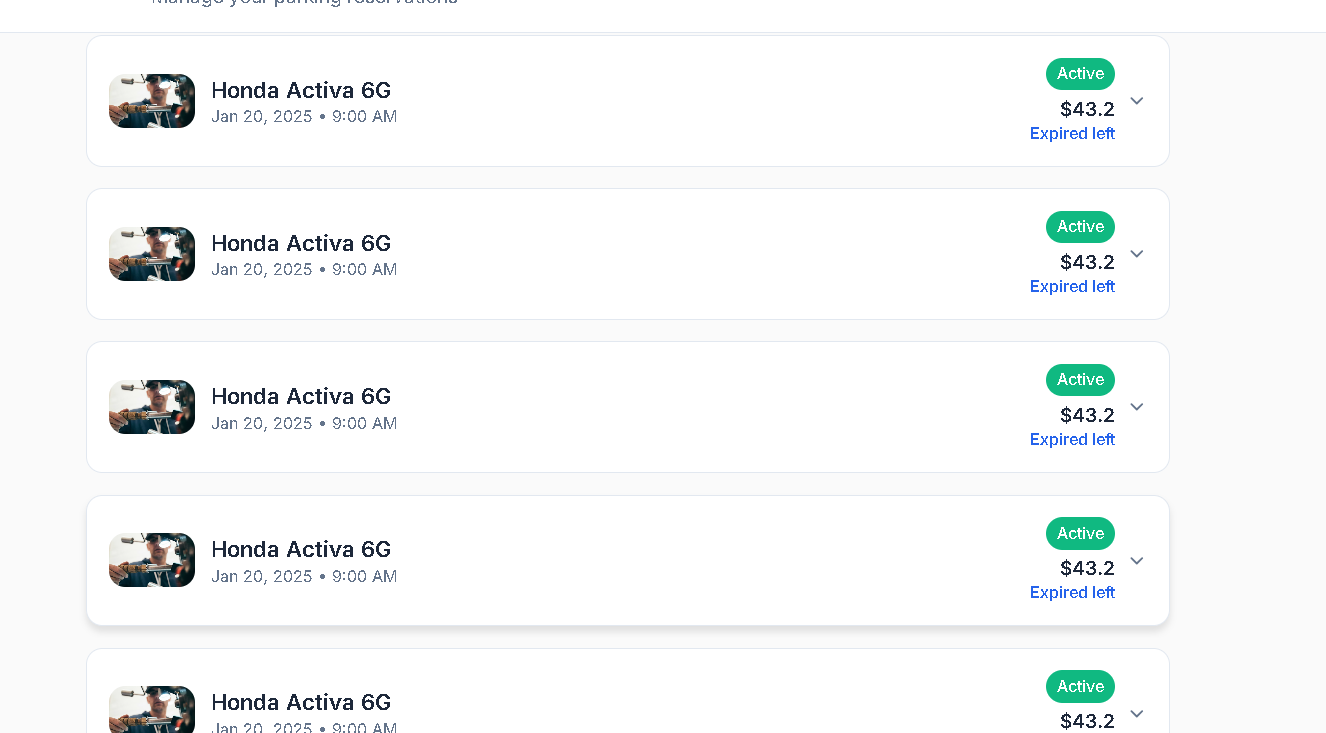 Manage your parking reservations
Honda Activa 6G
Jan 20, 2025 • 9:00 AM
Active
$43.2
Expired left
Honda Activa 6G
Jan 20, 2025 • 9:00 AM
Active
$43.2
Expired left
Honda Activa 6G
Jan 20, 2025 • 9:00 AM
Active
$43.2
Expired left
Honda Activa 6G
Jan 20, 2025 • 9:00 AM
Active
$43.2
Expired left
Honda Activa 6G
Jan 20, 2025 • 9:00 AM
Active
$43.2